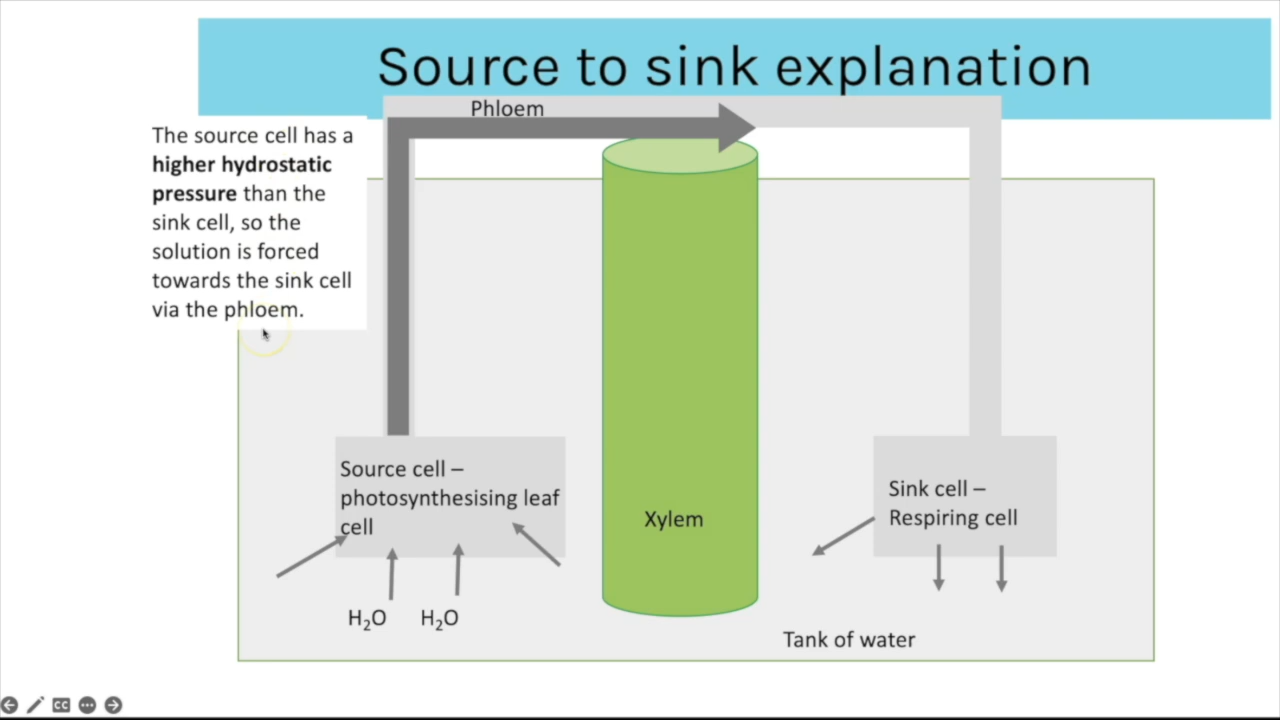 Source to sink explanation
Phloem
The source cell has a
higher hydrostatic
pressure than the
sink cell, so the
solution is forced
towards the sink cell
via the phloem.
Source cell –
photosynthesising leaf
cell
Xylem
Sink cell –
Respiring cell
H₂O H₂O
Tank of water
CC